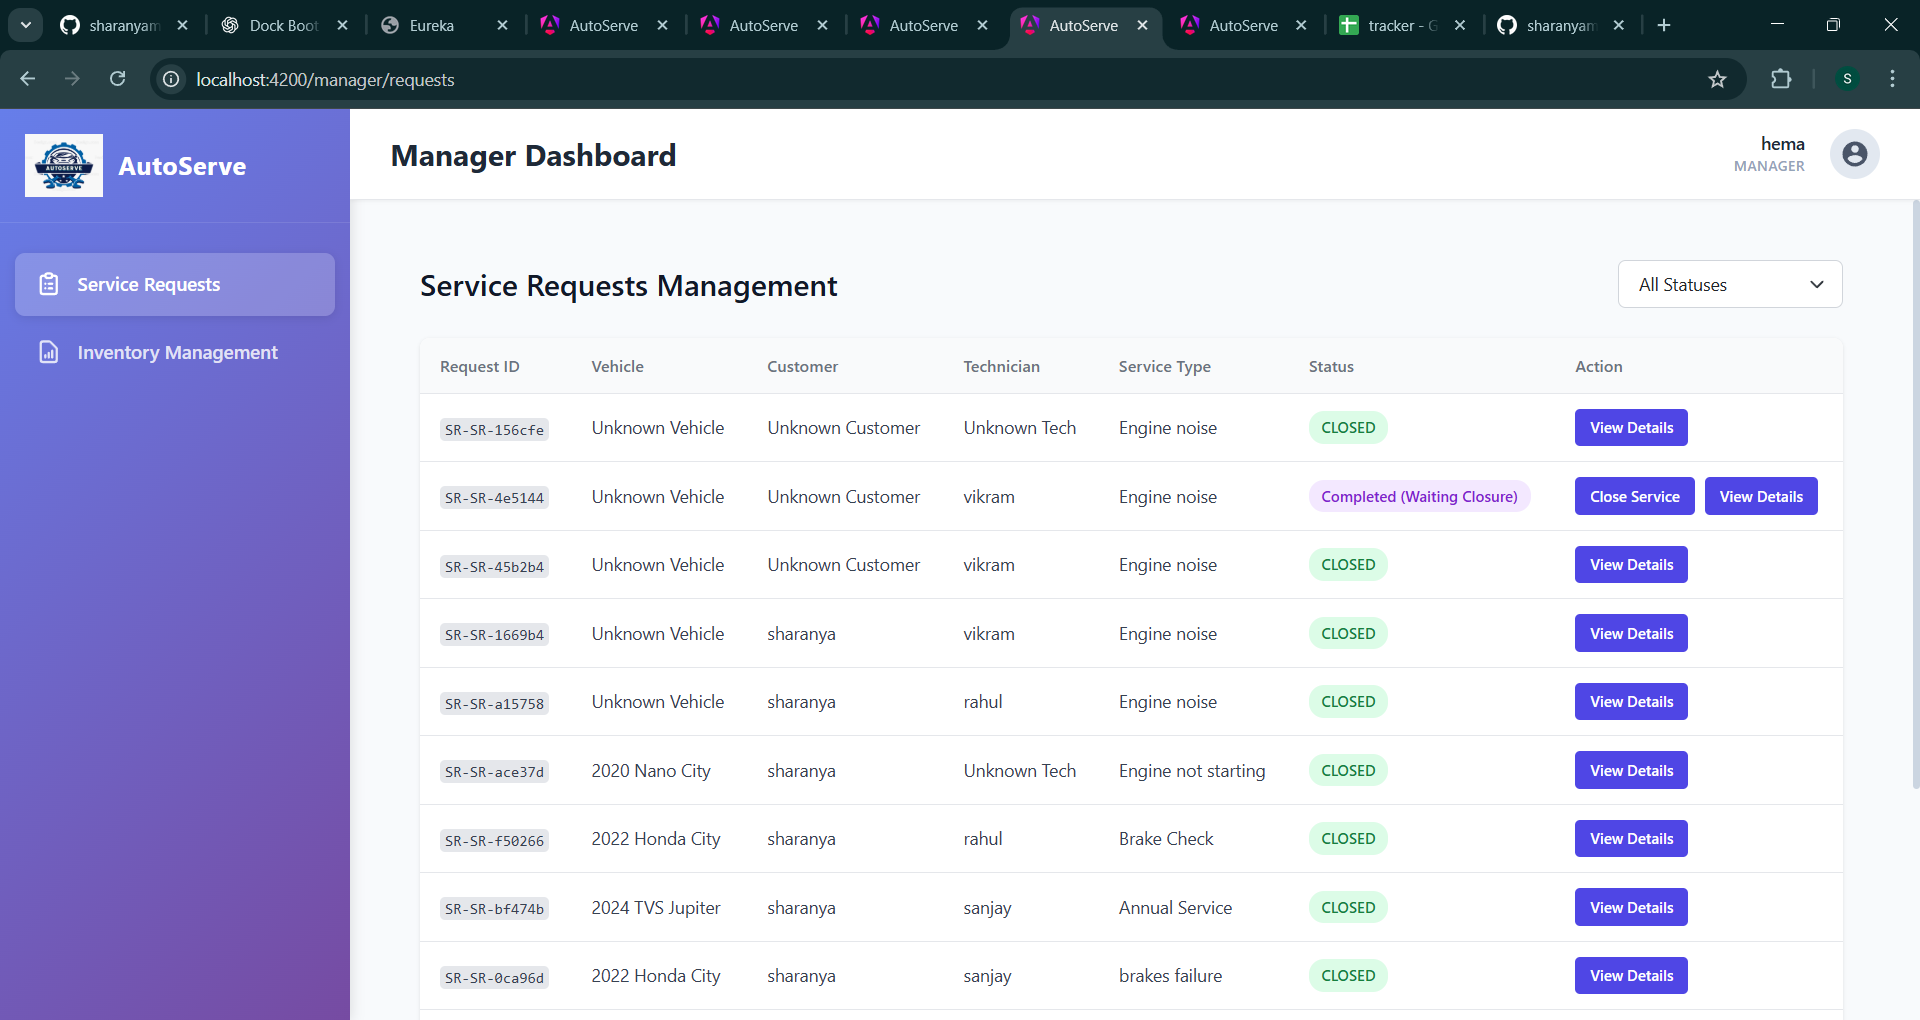 sharanyam
Dock Boot
Eureka
AutoServe
AutoServe
AutoServe
AutoServe
AutoServe
tracker - G
sharanyam
localhost:4200/manager/requests
S
AUTOSERVE
AutoServe
Manager Dashboard
hema
MANAGER
Service Requests
Inventory Management
Service Requests Management
All Statuses
Request ID Vehicle Customer Technician Service Type Status Action
SR-SR-156cfe Unknown Vehicle Unknown Customer Unknown Tech Engine noise CLOSED View Details
SR-SR-4e5144 Unknown Vehicle Unknown Customer vikram Engine noise Completed (Waiting Closure) Close Service View Details
SR-SR-45b2b4 Unknown Vehicle Unknown Customer vikram Engine noise CLOSED View Details
SR-SR-1669b4 Unknown Vehicle sharanya vikram Engine noise CLOSED View Details
SR-SR-a15758 Unknown Vehicle sharanya rahul Engine noise CLOSED View Details
SR-SR-ace37d 2020 Nano City sharanya Unknown Tech Engine not starting CLOSED View Details
SR-SR-f50266 2022 Honda City sharanya rahul Brake Check CLOSED View Details
SR-SR-bf474b 2024 TVS Jupiter sharanya sanjay Annual Service CLOSED View Details
SR-SR-0ca96d 2022 Honda City sharanya sanjay brakes failure CLOSED View Details